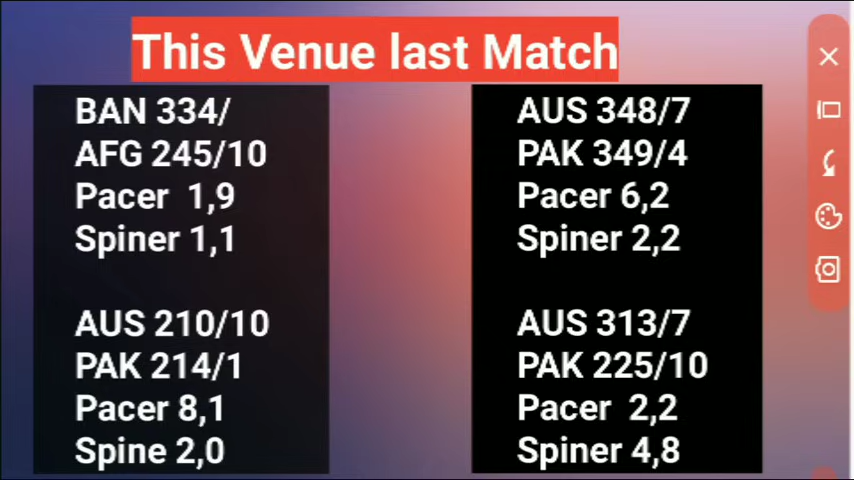 This Venue last Match
BAN 334/
AFG 245/10
Pacer 1,9
Spiner 1,1
AUS 210/10
PAK 214/1
Pacer 8,1
Spine 2,0
AUS 348/7
PAK 349/4
Pacer 6,2
Spiner 2,2
AUS 313/7
PAK 225/10
Pacer 2,2
Spiner 4,8